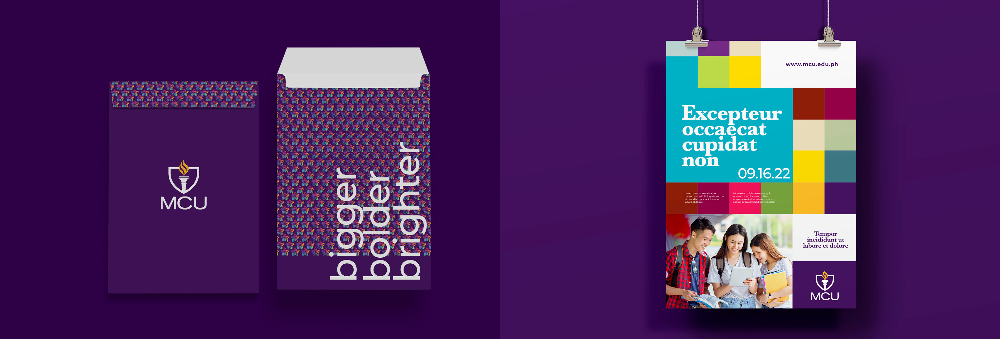 MCU
bigger
bolder
brighter
www.mcu.edu.ph
Excepteur
occaecat
cupidat
non
09.16.22
Lorem ipsum dolor sit amet,
consectetur adipiscing elit, sed do
eiusmod tempor incididunt ut
labore et dolore
Ut enim ad minima veniam, quis
nostrum exercitationem ullam
corporis suscipit laboriosam, nisi ut
aliquid ex ea commodi consequatur
Tempor
incididunt ut
labore et dolore
MCU